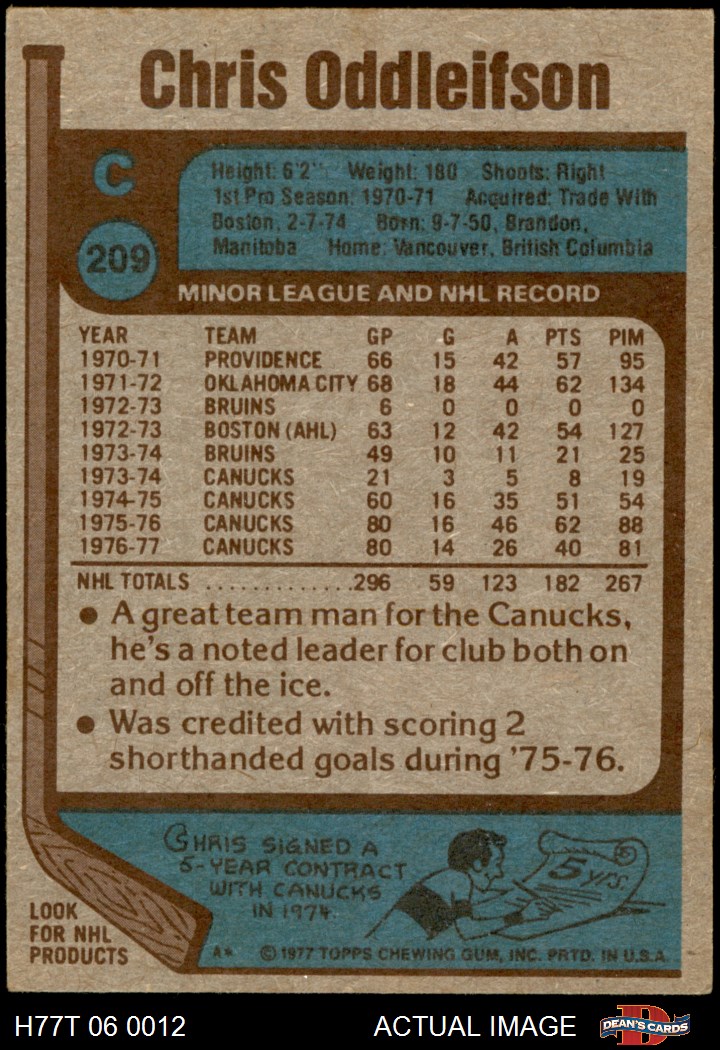 Chris Oddleifson
C
209
Height: 6'2" Weight: 180 Shoots: Right
1st Pro Season: 1970-71 Acquired: Trade With
Boston, 2-7-74 Born: 9-7-50, Brandon,
Manitoba Home: Vancouver, British Columbia
MINOR LEAGUE AND NHL RECORD
YEAR TEAM GP G A PTS PIM
1970-71 PROVIDENCE 66 15 42 57 95
1971-72 OKLAHOMA CITY 68 18 44 62 134
1972-73 BRUINS 6 0 0 0 0
1972-73 BOSTON (AHL) 63 12 42 54 127
1973-74 BRUINS 49 10 11 21 25
1973-74 CANUCKS 21 3 5 8 19
1974-75 CANUCKS 60 16 35 51 54
1975-76 CANUCKS 80 16 46 62 88
1976-77 CANUCKS 80 14 26 40 81
NHL TOTALS ..............296 59 123 182 267
● A great team man for the Canucks,
he's a noted leader for club both on
and off the ice.
● Was credited with scoring 2
shorthanded goals during '75-76.
CHRIS SIGNED A
5-YEAR CONTRACT
WITH CANUCKS
IN 1974.
5 YRS.
LOOK
FOR NHL
PRODUCTS
A* © 1977 TOPPS CHEWING GUM, INC. PRTD. IN U.S.A.
H77T 06 0012 ACTUAL IMAGE D DEAN'S CARDS